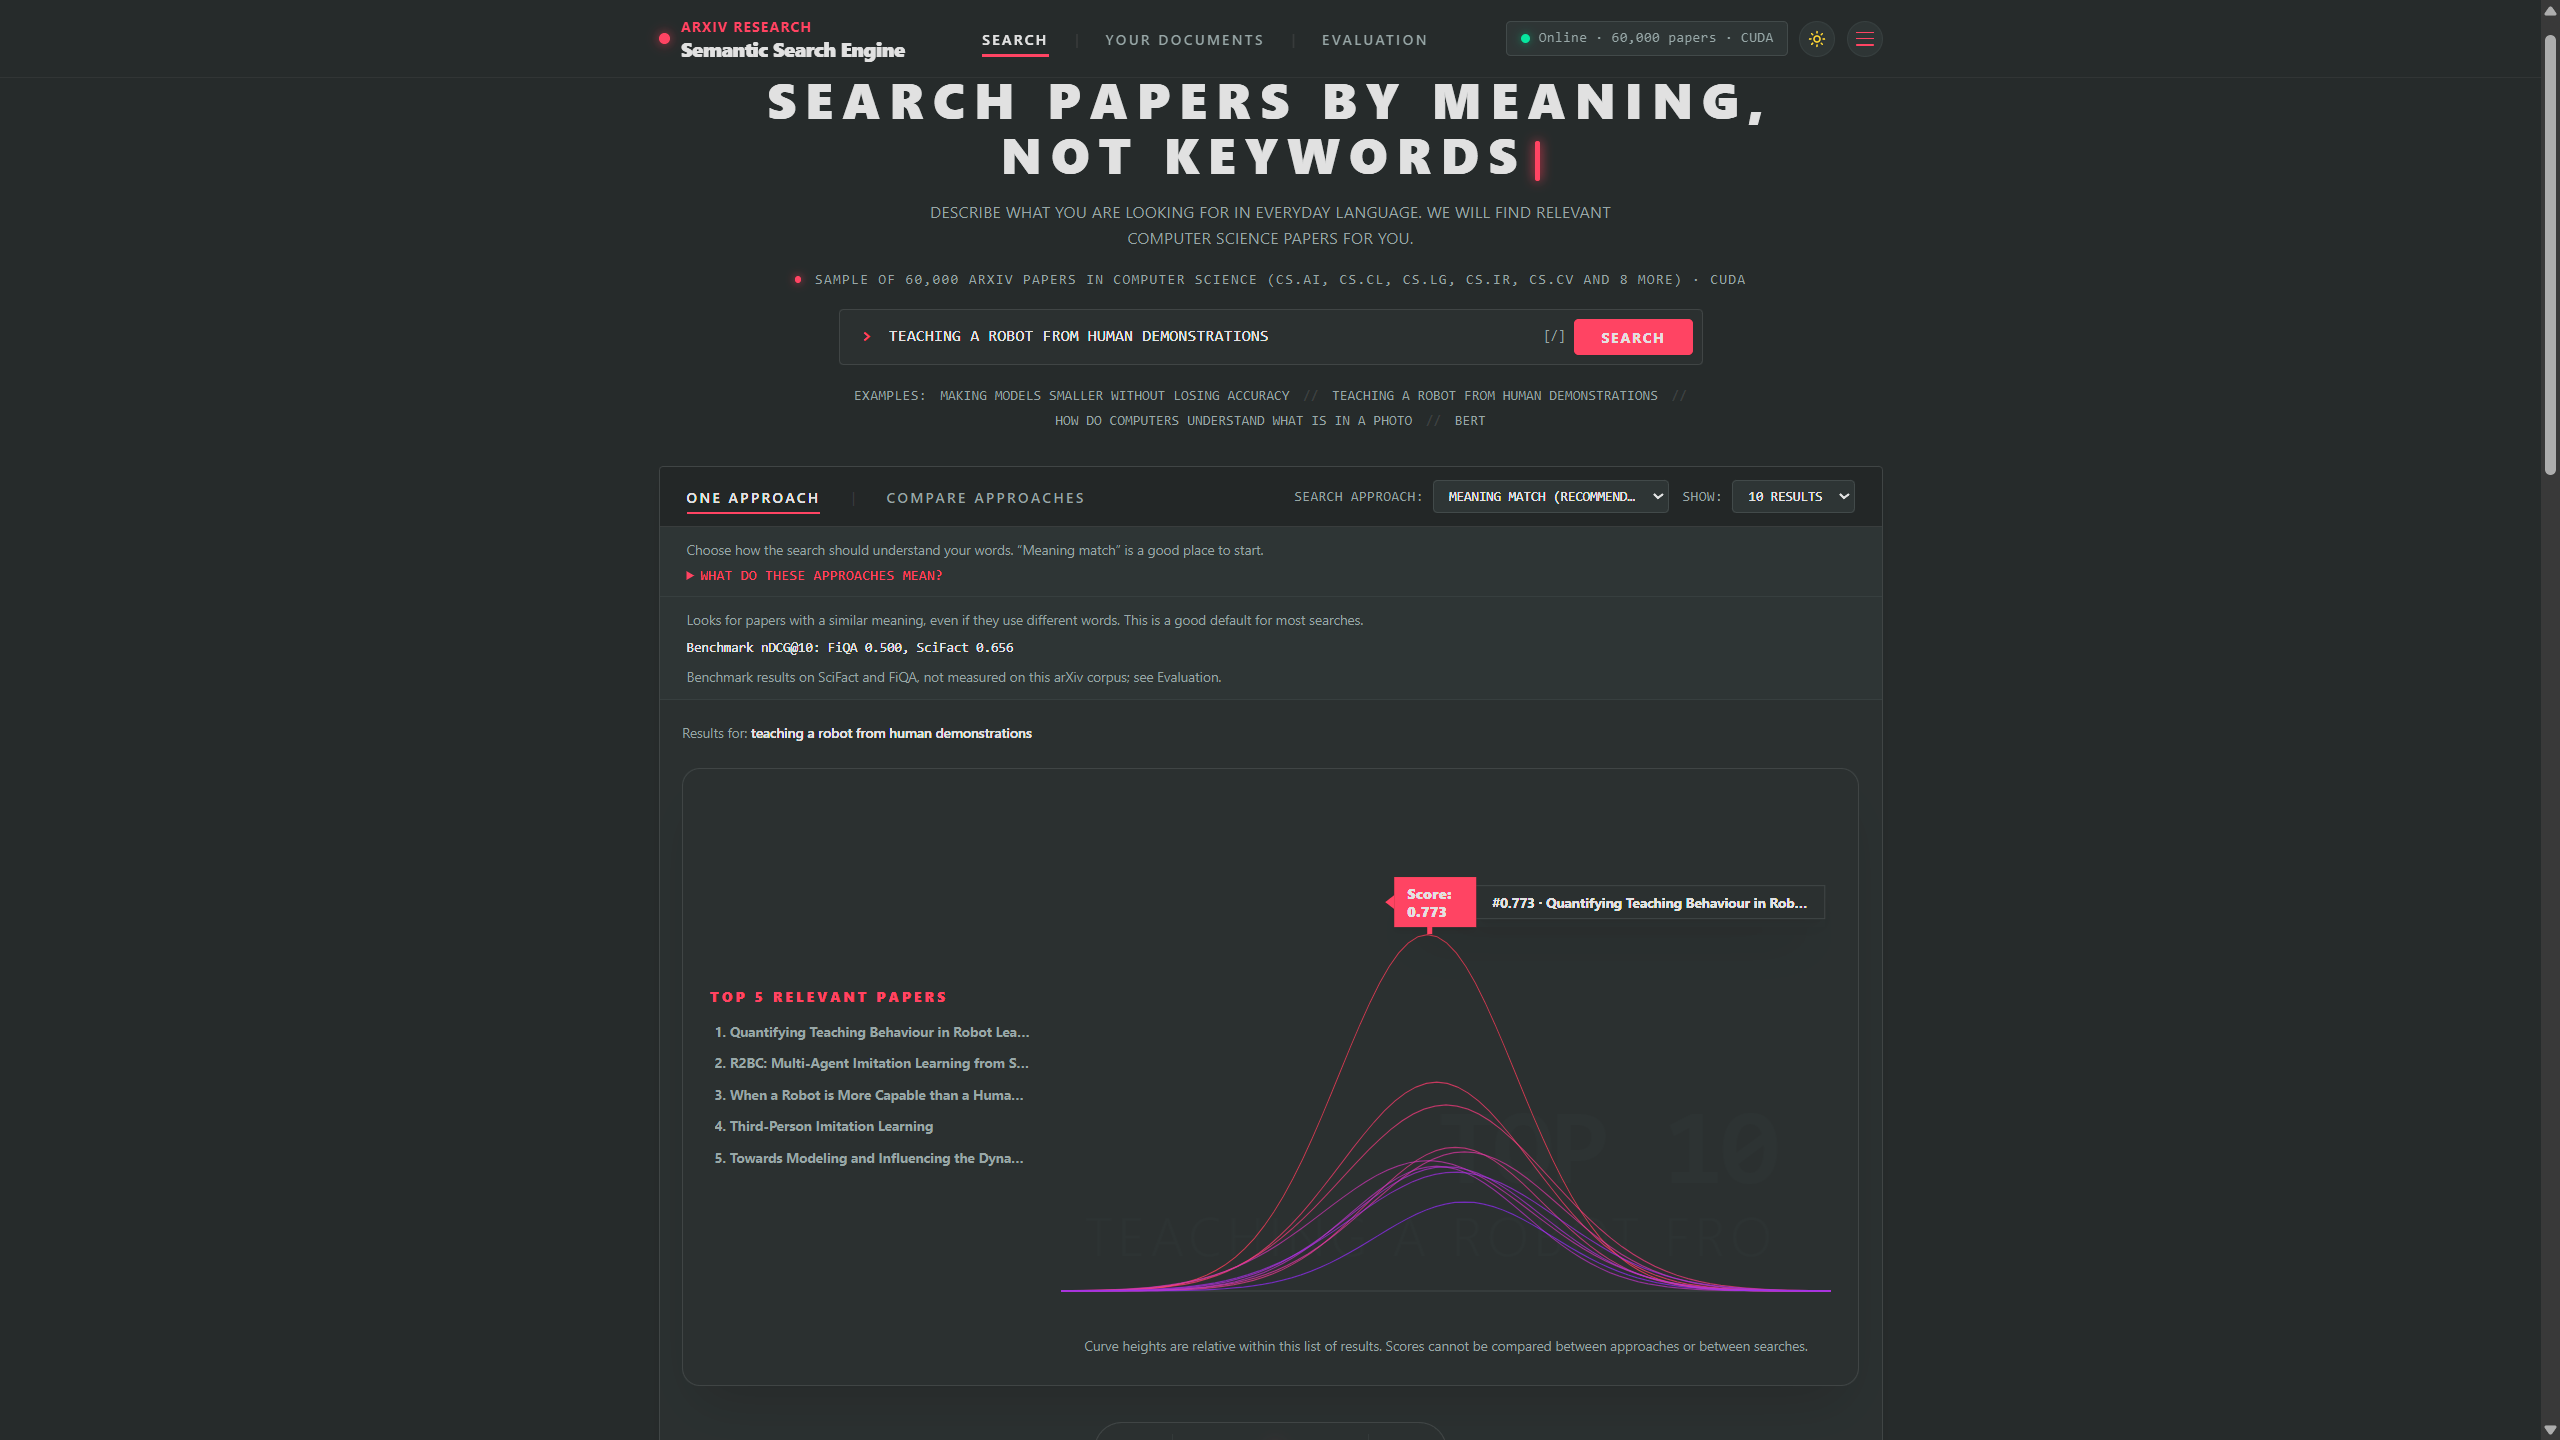 ARXIV RESEARCH
Semantic Search Engine
SEARCH
YOUR DOCUMENTS
EVALUATION
Online · 60,000 papers · CUDA
SEARCH PAPERS BY MEANING,
NOT KEYWORDS
DESCRIBE WHAT YOU ARE LOOKING FOR IN EVERYDAY LANGUAGE. WE WILL FIND RELEVANT
COMPUTER SCIENCE PAPERS FOR YOU.
SAMPLE OF 60,000 ARXIV PAPERS IN COMPUTER SCIENCE (CS.AI, CS.CL, CS.LG, CS.IR, CS.CV AND 8 MORE) · CUDA
> TEACHING A ROBOT FROM HUMAN DEMONSTRATIONS [/] SEARCH
EXAMPLES: MAKING MODELS SMALLER WITHOUT LOSING ACCURACY // TEACHING A ROBOT FROM HUMAN DEMONSTRATIONS //
HOW DO COMPUTERS UNDERSTAND WHAT IS IN A PHOTO // BERT
ONE APPROACH
COMPARE APPROACHES
SEARCH APPROACH: MEANING MATCH (RECOMMEND... SHOW: 10 RESULTS
Choose how the search should understand your words. “Meaning match” is a good place to start.
WHAT DO THESE APPROACHES MEAN?
Looks for papers with a similar meaning, even if they use different words. This is a good default for most searches.
Benchmark nDCG@10: FiQA 0.500, SciFact 0.656
Benchmark results on SciFact and FiQA, not measured on this arXiv corpus; see Evaluation.
Results for: teaching a robot from human demonstrations
Score:
0.773
#0.773 · Quantifying Teaching Behaviour in Rob...
TOP 5 RELEVANT PAPERS
1. Quantifying Teaching Behaviour in Robot Lea...
2. R2BC: Multi-Agent Imitation Learning from S...
3. When a Robot is More Capable than a Huma...
4. Third-Person Imitation Learning
5. Towards Modeling and Influencing the Dyna...
TOP 10
TEACHING A ROBOT FRO
Curve heights are relative within this list of results. Scores cannot be compared between approaches or between searches.